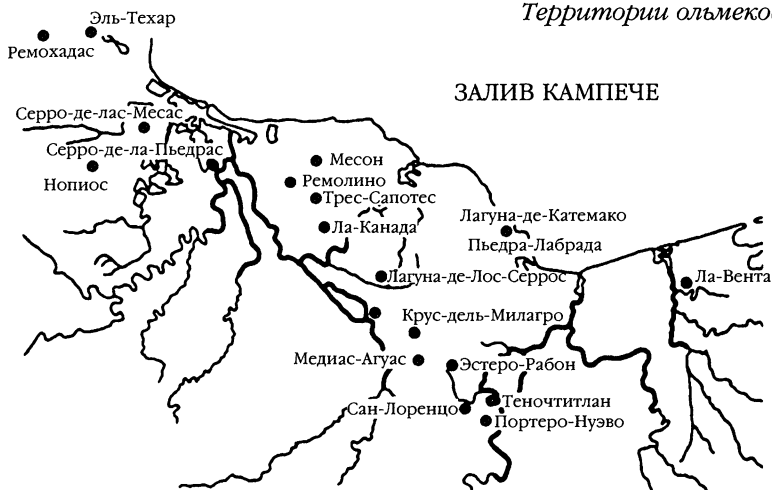 Территории ольмеков
Эль-Техар
Ремохадас
ЗАЛИВ КАМПЕЧЕ
Серро-де-лас-Месас
Серро-де-ла-Пьедрас
Месон
Нопиос
Ремолино
Трес-Сапотес
Лагуна-де-Катемако
Ла-Канада
Пьедра-Лабрада
Лагуна-де-Лос-Серрос
Ла-Вента
Крус-дель-Милагро
Медиас-Агуас
Эстеро-Рабон
Теночтитлан
Сан-Лоренцо
Портеро-Нуэво